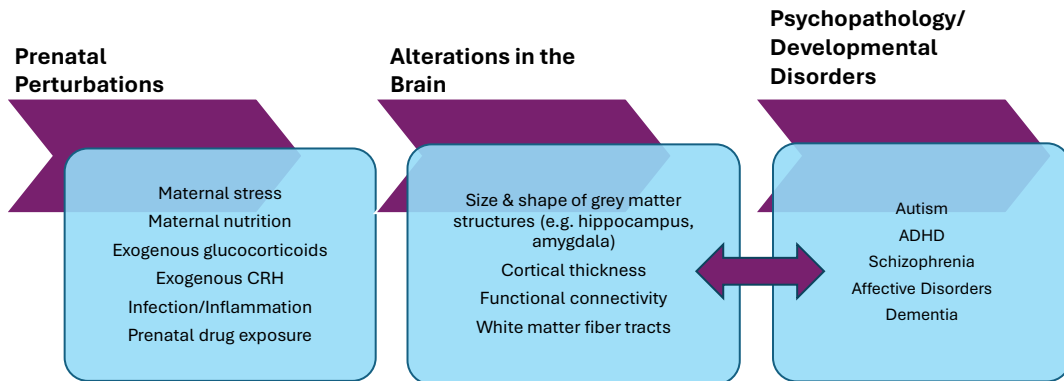 Prenatal
Perturbations
Maternal stress
Maternal nutrition
Exogenous glucocorticoids
Exogenous CRH
Infection/Inflammation
Prenatal drug exposure
Alterations in the
Brain
Size & shape of grey matter
structures (e.g. hippocampus,
amygdala)
Cortical thickness
Functional connectivity
White matter fiber tracts
Psychopathology/
Developmental
Disorders
Autism
ADHD
Schizophrenia
Affective Disorders
Dementia